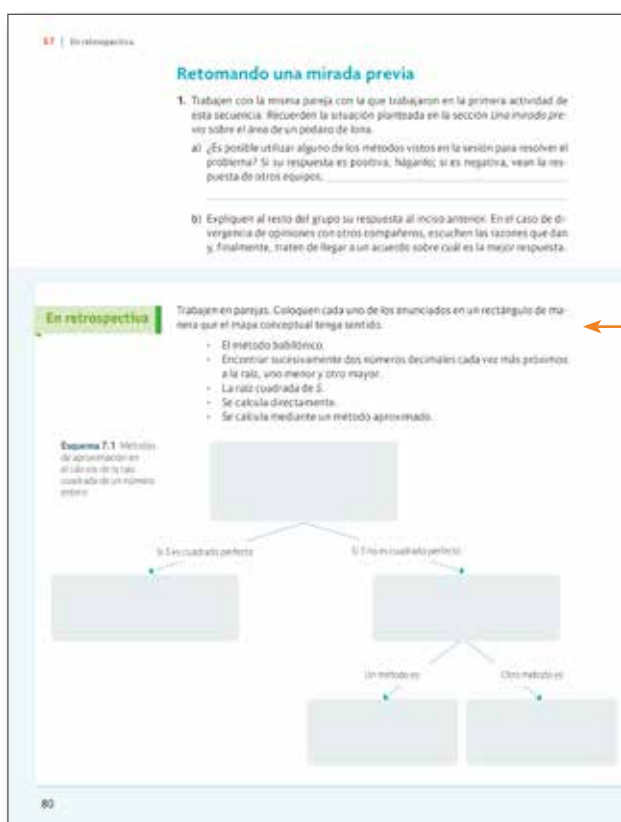 S7 | En retrospectiva
Retomando una mirada previa
1. Trabajen con la misma pareja con la que trabajaron en la primera actividad de
esta secuencia. Recuerden la situación planteada en la sección Una mirada pre-
via sobre el área de un pedazo de lona.
a) ¿Es posible utilizar alguno de los métodos vistos en la sesión para resolver el
problema? Si su respuesta es positiva, háganlo; si es negativa, vean la res-
puesta de otros equipos.
b) Expliquen al resto del grupo su respuesta al inciso anterior. En el caso de di-
vergencia de opiniones con otros compañeros, escuchen las razones que dan
y, finalmente, traten de llegar a un acuerdo sobre cuál es la mejor respuesta.
En retrospectiva
Trabajen en parejas. Coloquen cada uno de los enunciados en un rectángulo de ma-
nera que el mapa conceptual tenga sentido.
- El método babilónico.
- Encontrar sucesivamente dos números decimales cada vez más próximos
a la raíz, uno menor y otro mayor.
- La raíz cuadrada de S.
- Se calcula directamente.
- Se calcula mediante un método aproximado.
Esquema 7.1 Métodos
de aproximación en
el cálculo de la raíz
cuadrada de un número
entero
Si S es cuadrado perfecto
Si S no es cuadrado perfecto
Un método es
Otro método es
80